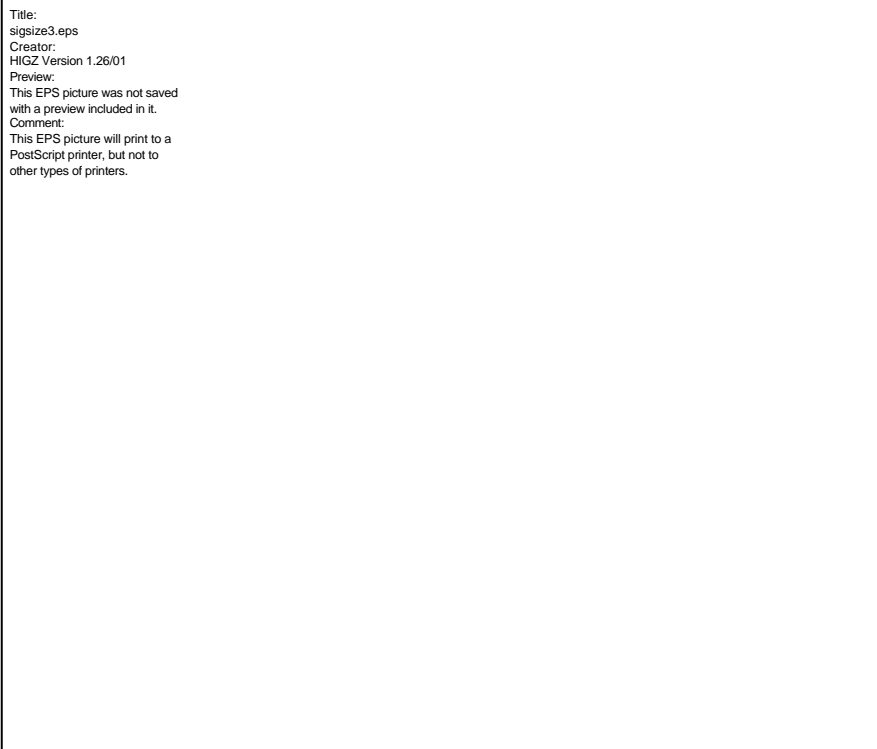 Title:
sigsize3.eps
Creator:
HIGZ Version 1.26/01
Preview:
This EPS picture was not saved
with a preview included in it.
Comment:
This EPS picture will print to a
PostScript printer, but not to
other types of printers.